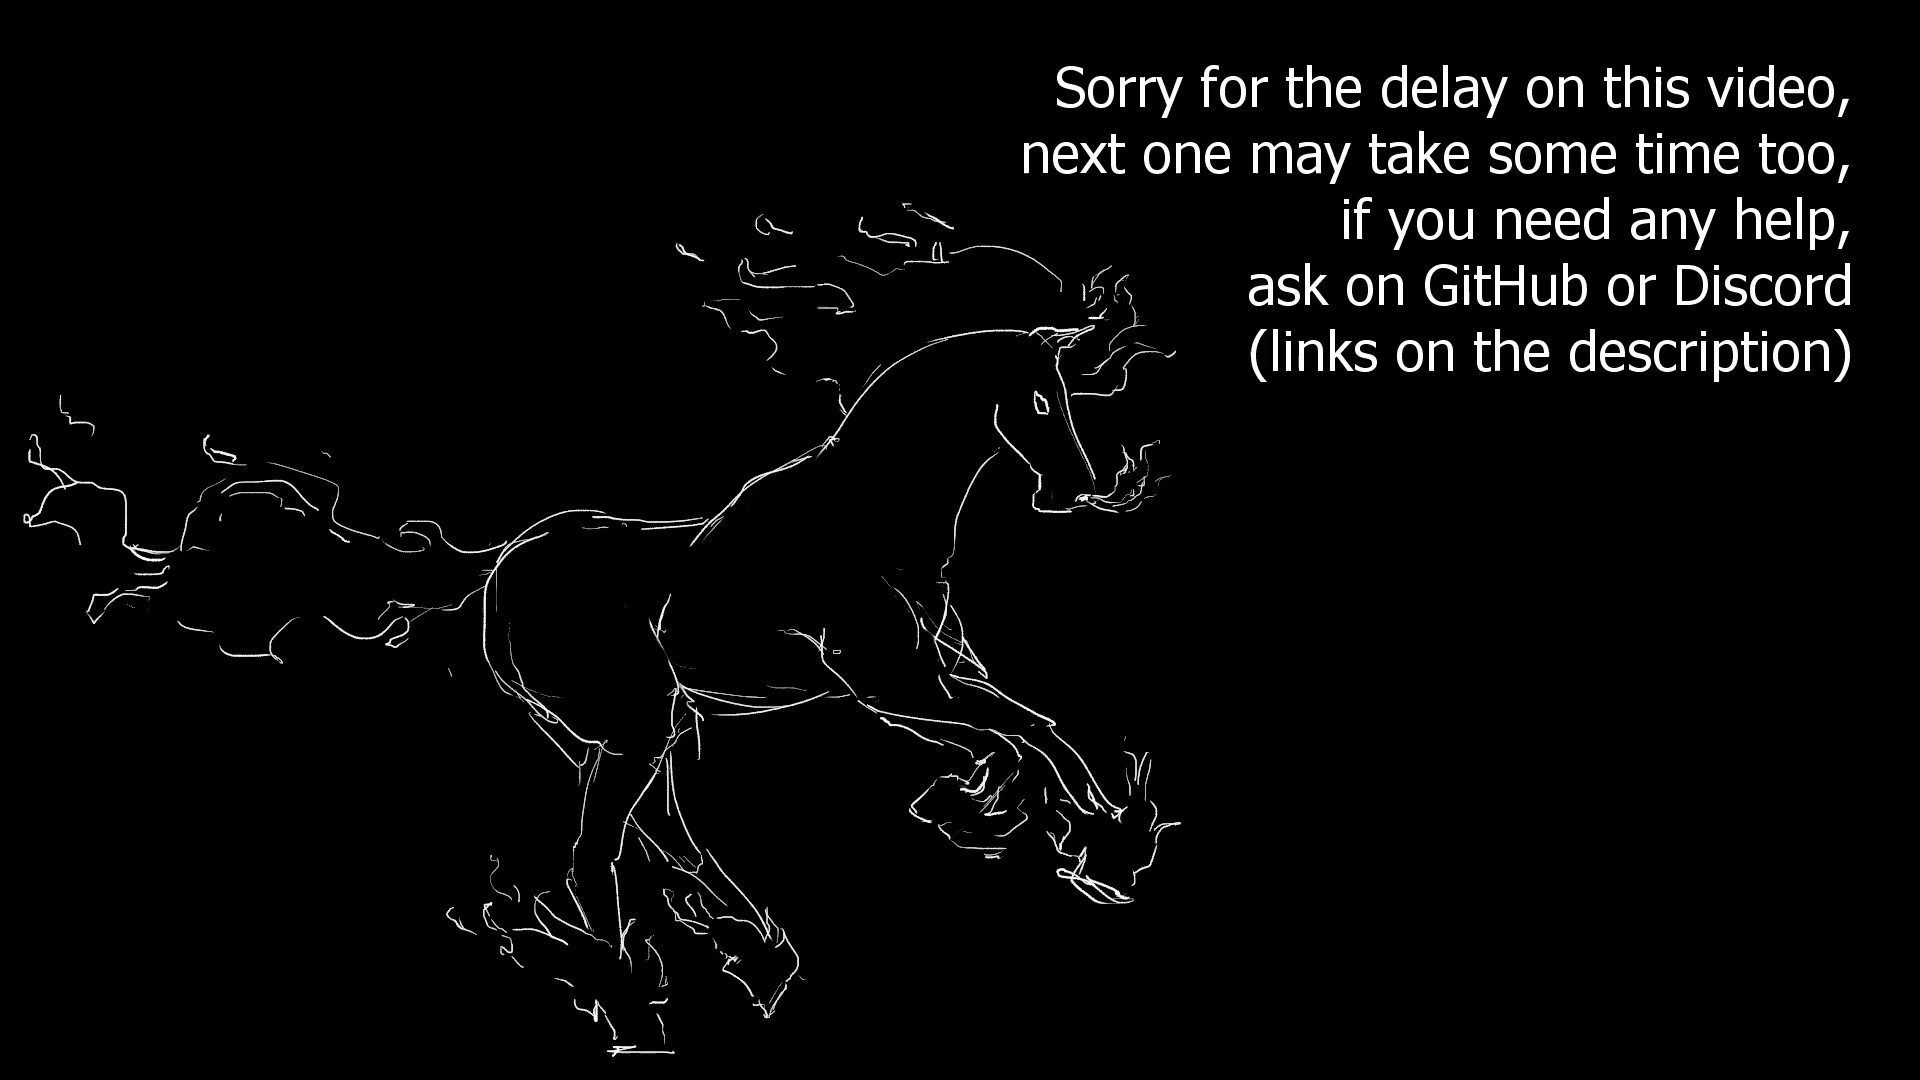 Sorry for the delay on this video,
next one may take some time too,
if you need any help,
ask on GitHub or Discord
(links on the description)